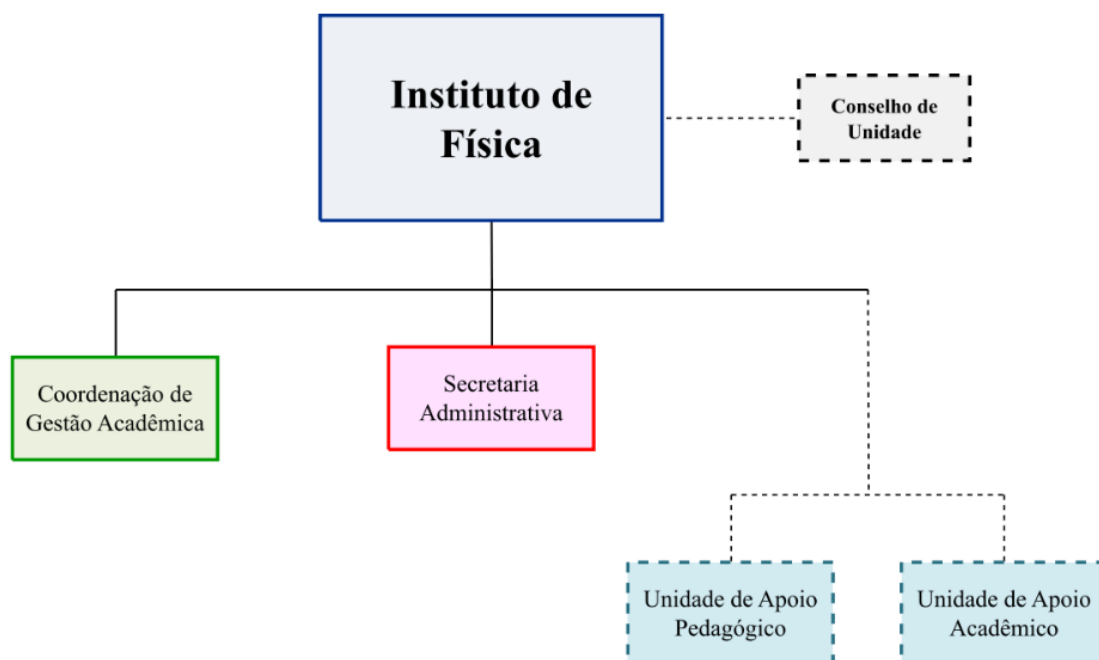 Instituto de
Física
Conselho de
Unidade
Coordenação de
Gestão Acadêmica
Secretaria
Administrativa
Unidade de Apoio
Pedagógico
Unidade de Apoio
Acadêmico